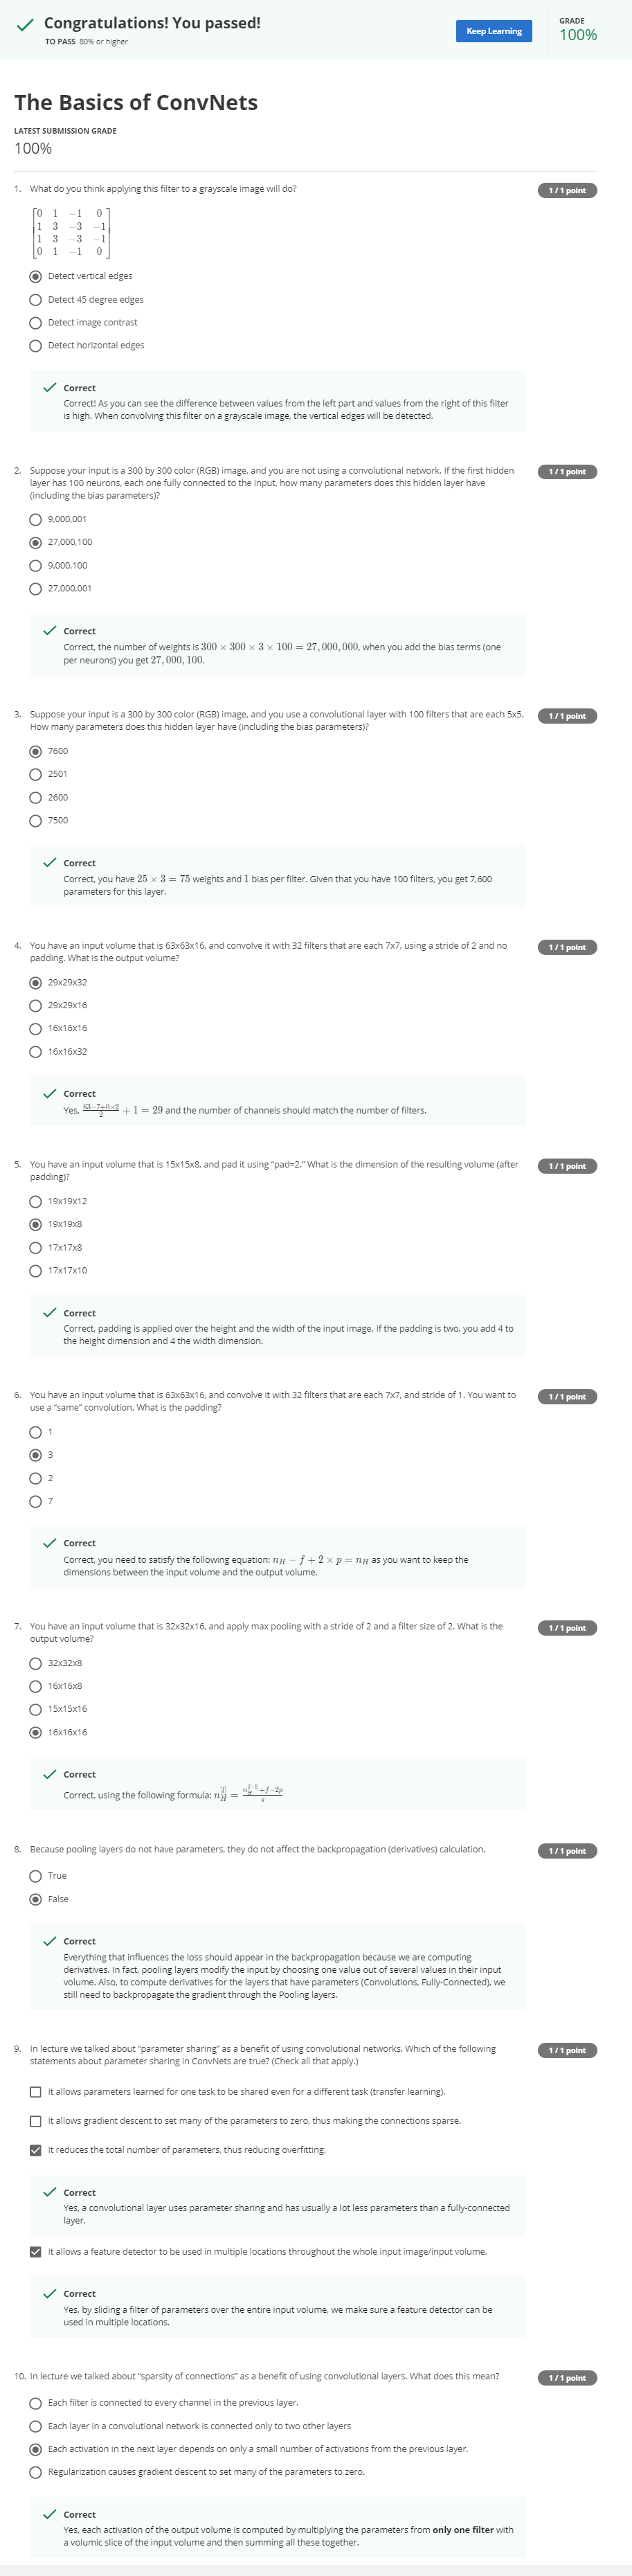 Congratulations! You passed!
TO PASS 80% or higher
Keep Learning
GRADE
100%
The Basics of ConvNets
LATEST SUBMISSION GRADE
100%
1. What do you think applying this filter to a grayscale image will do?
1 / 1 point
0 1 −1 0
1 3 −3 −1
1 3 −3 −1
0 1 −1 0
Detect vertical edges
Detect 45 degree edges
Detect image contrast
Detect horizontal edges
Correct
Correct! As you can see the difference between values from the left part and values from the right of this filter
is high. When convolving this filter on a grayscale image, the vertical edges will be detected.
2. Suppose your input is a 300 by 300 color (RGB) image, and you are not using a convolutional network. If the first hidden
layer has 100 neurons, each one fully connected to the input, how many parameters does this hidden layer have
(including the bias parameters)?
1 / 1 point
9,000,001
27,000,100
9,000,100
27,000,001
Correct
Correct, the number of weights is 300 × 300 × 3 × 100 = 27, 000, 000, when you add the bias terms (one
per neurons) you get 27, 000, 100.
3. Suppose your input is a 300 by 300 color (RGB) image, and you use a convolutional layer with 100 filters that are each 5x5.
How many parameters does this hidden layer have (including the bias parameters)?
1 / 1 point
7600
2501
2600
7500
Correct
Correct, you have 25 × 3 = 75 weights and 1 bias per filter. Given that you have 100 filters, you get 7,600
parameters for this layer.
4. You have an input volume that is 63x63x16, and convolve it with 32 filters that are each 7x7, using a stride of 2 and no
padding. What is the output volume?
1 / 1 point
29x29x32
29x29x16
16x16x16
16x16x32
Correct
Yes, (63−7+0×2)/2 + 1 = 29 and the number of channels should match the number of filters.
5. You have an input volume that is 15x15x8, and pad it using "pad=2." What is the dimension of the resulting volume (after
padding)?
1 / 1 point
19x19x12
19x19x8
17x17x8
17x17x10
Correct
Correct, padding is applied over the height and the width of the input image. If the padding is two, you add 4 to
the height dimension and 4 the width dimension.
6. You have an input volume that is 63x63x16, and convolve it with 32 filters that are each 7x7, and stride of 1. You want to
use a "same" convolution. What is the padding?
1 / 1 point
1
3
2
7
Correct
Correct, you need to satisfy the following equation: n_H − f + 2 × p = n_H as you want to keep the
dimensions between the input volume and the output volume.
7. You have an input volume that is 32x32x16, and apply max pooling with a stride of 2 and a filter size of 2. What is the
output volume?
1 / 1 point
32x32x8
16x16x8
15x15x16
16x16x16
Correct
Correct, using the following formula: n_H^[l] = (n_H^[l−1]+f−2p)/s
8. Because pooling layers do not have parameters, they do not affect the backpropagation (derivatives) calculation.
1 / 1 point
True
False
Correct
Everything that influences the loss should appear in the backpropagation because we are computing
derivatives. In fact, pooling layers modify the input by choosing one value out of several values in their input
volume. Also, to compute derivatives for the layers that have parameters (Convolutions, Fully-Connected), we
still need to backpropagate the gradient through the Pooling layers.
9. In lecture we talked about "parameter sharing" as a benefit of using convolutional networks. Which of the following
statements about parameter sharing in ConvNets are true? (Check all that apply.)
1 / 1 point
It allows parameters learned for one task to be shared even for a different task (transfer learning).
It allows gradient descent to set many of the parameters to zero, thus making the connections sparse.
It reduces the total number of parameters, thus reducing overfitting.
Correct
Yes, a convolutional layer uses parameter sharing and has usually a lot less parameters than a fully-connected
layer.
It allows a feature detector to be used in multiple locations throughout the whole input image/input volume.
Correct
Yes, by sliding a filter of parameters over the entire input volume, we make sure a feature detector can be
used in multiple locations.
10. In lecture we talked about "sparsity of connections" as a benefit of using convolutional layers. What does this mean?
1 / 1 point
Each filter is connected to every channel in the previous layer.
Each layer in a convolutional network is connected only to two other layers
Each activation in the next layer depends on only a small number of activations from the previous layer.
Regularization causes gradient descent to set many of the parameters to zero.
Correct
Yes, each activation of the output volume is computed by multiplying the parameters from only one filter with
a volumic slice of the input volume and then summing all these together.